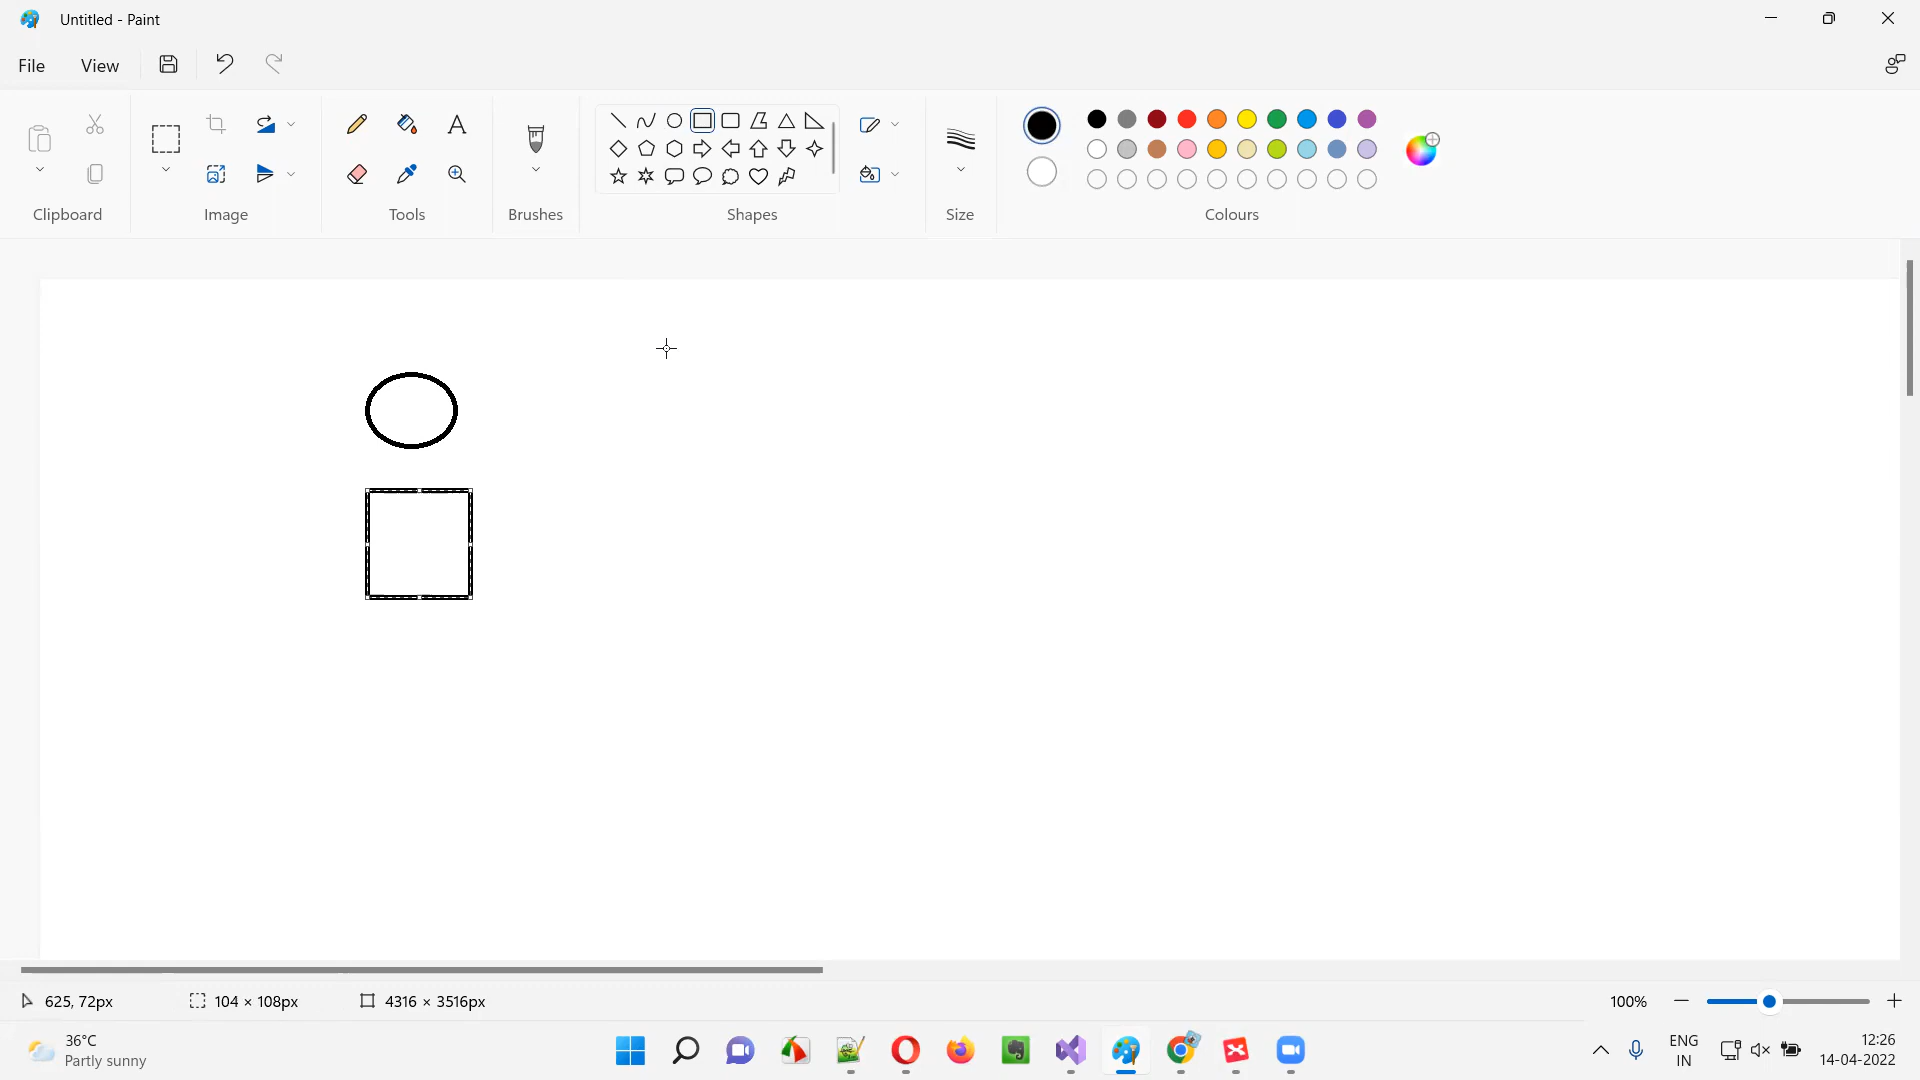 Untitled - Paint
File View
Clipboard Image Tools Brushes Shapes Size Colours
625, 72px 104 × 108px 4316 × 3516px 100%
36°C
Partly sunny
ENG
IN
12:26
14-04-2022